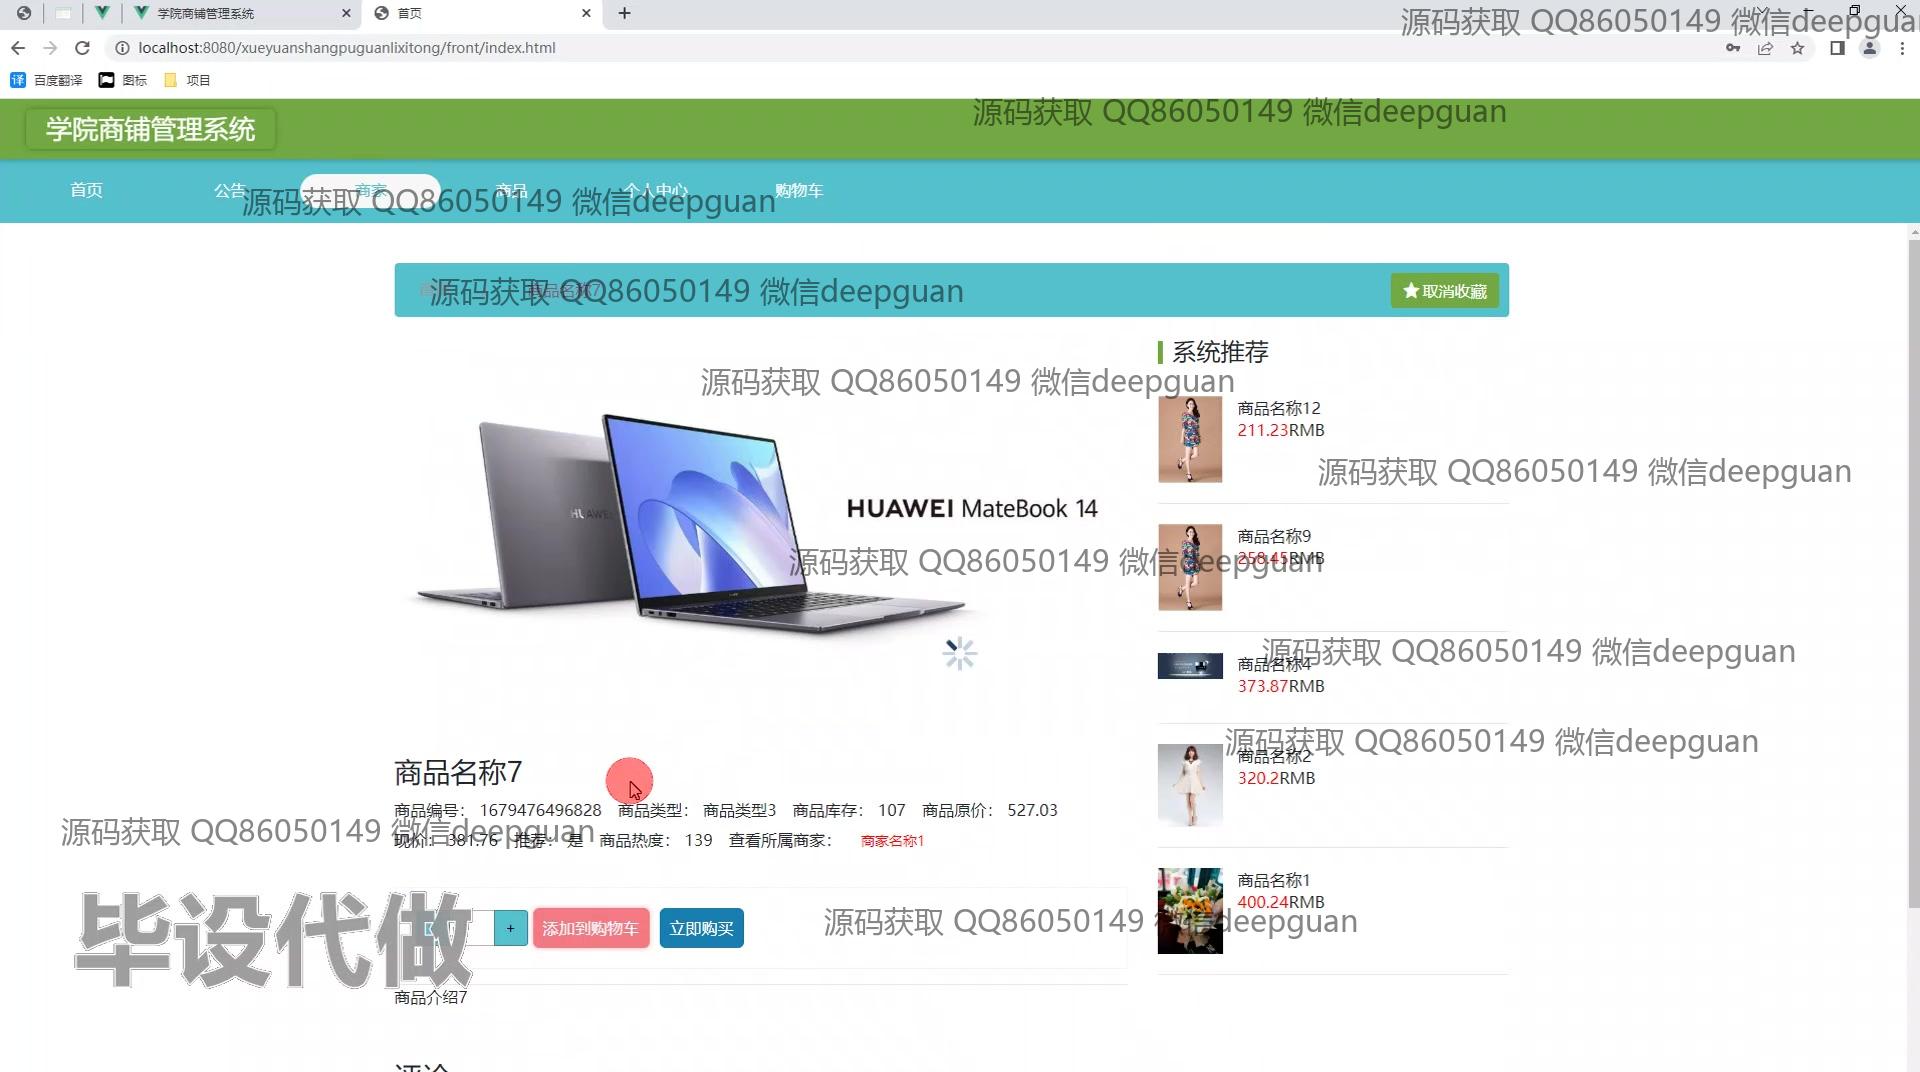 学院商铺管理系统
首页
源码获取 QQ86050149 微信deepguan
localhost:8080/xueyuanshangpuguanlixitong/front/index.html
百度翻译
图标
项目
学院商铺管理系统
源码获取 QQ86050149 微信deepguan
首页
公告
商家
商品
个人中心
购物车
源码获取 QQ86050149 微信deepguan
商品名称7
源码获取 QQ86050149 微信deepguan
取消收藏
系统推荐
源码获取 QQ86050149 微信deepguan
商品名称12
211.23RMB
源码获取 QQ86050149 微信deepguan
HUAWEI
HUAWEI MateBook 14
商品名称9
258.45RMB
源码获取 QQ86050149 微信deepguan
源码获取 QQ86050149 微信deepguan
商品名称4
373.87RMB
源码获取 QQ86050149 微信deepguan
商品名称2
320.2RMB
商品名称7
商品编号： 1679476496828 商品类型： 商品类型3 商品库存： 107 商品原价： 527.03
源码获取 QQ86050149 微信deepguan
现价： 381.76 推荐： 是 商品热度： 139 查看所属商家： 商家名称1
商品名称1
400.24RMB
毕设代做
+
添加到购物车
立即购买
源码获取 QQ86050149 微信deepguan
商品介绍7
评论